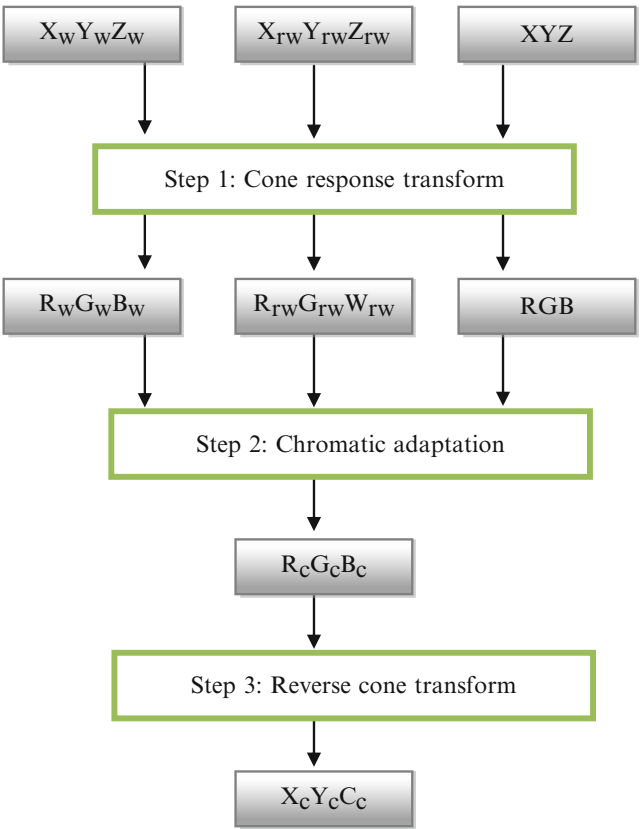 XwYwZw
XrwYrwZrw
XYZ
Step 1: Cone response transform
RwGwBw
RrwGrwWrw
RGB
Step 2: Chromatic adaptation
RcGcBc
Step 3: Reverse cone transform
XcYcCc